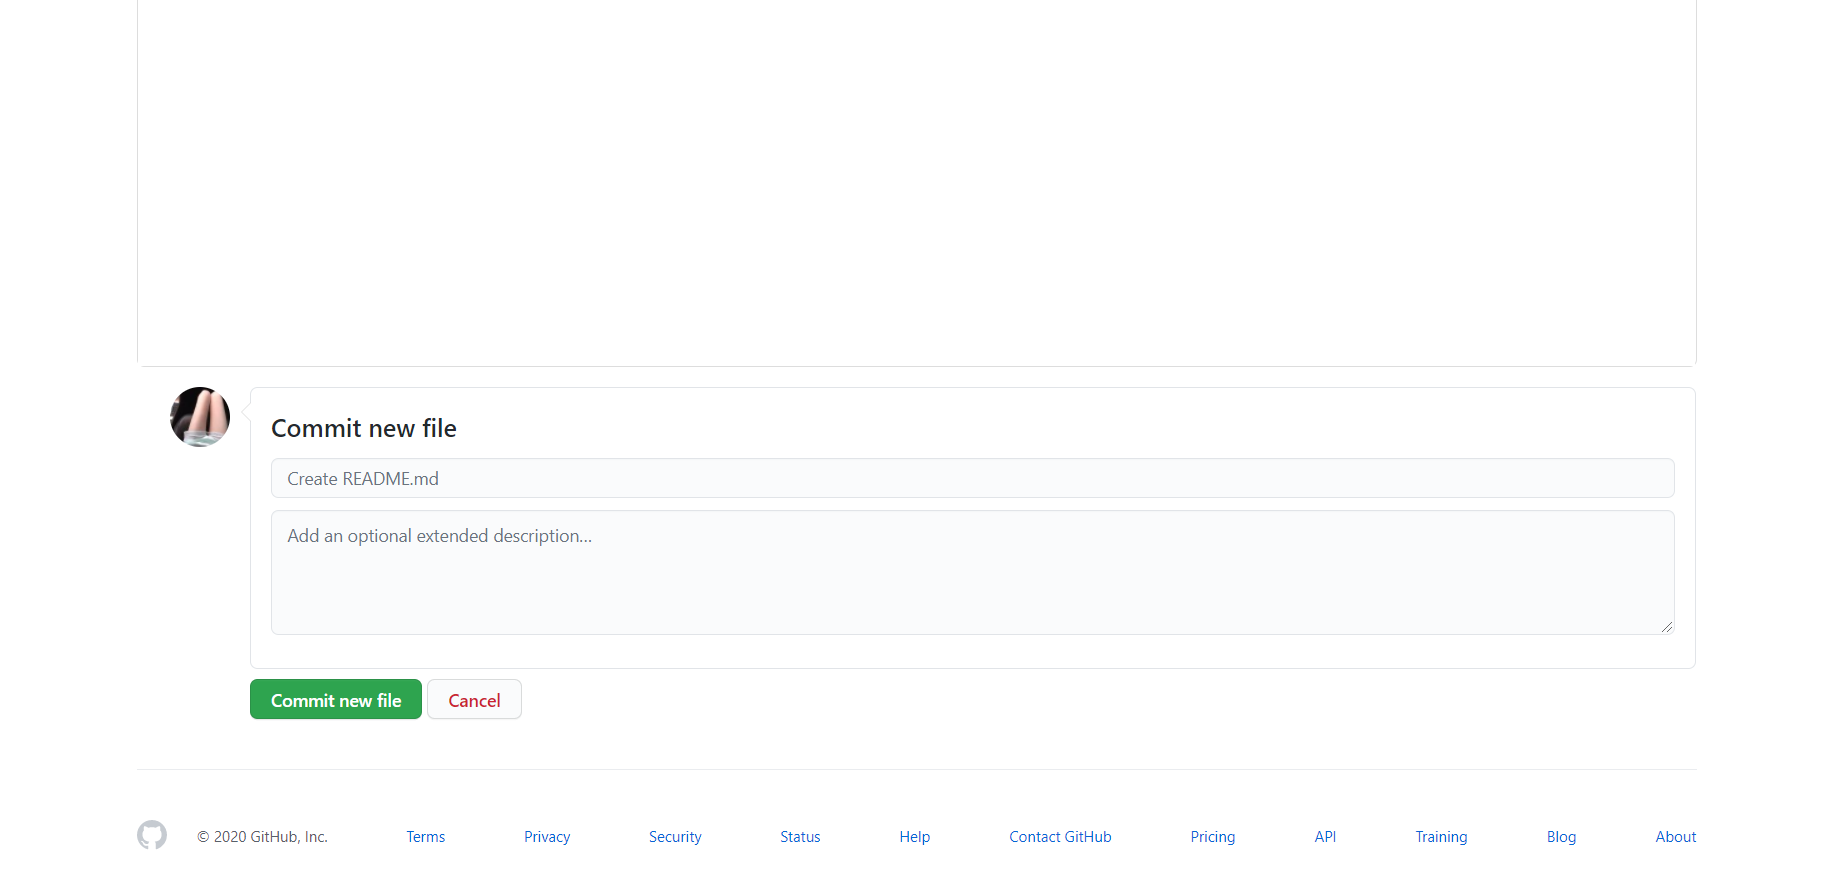 Commit new file
Create README.md
Add an optional extended description...
Commit new file Cancel
© 2020 GitHub, Inc. Terms Privacy Security Status Help Contact GitHub Pricing API Training Blog About